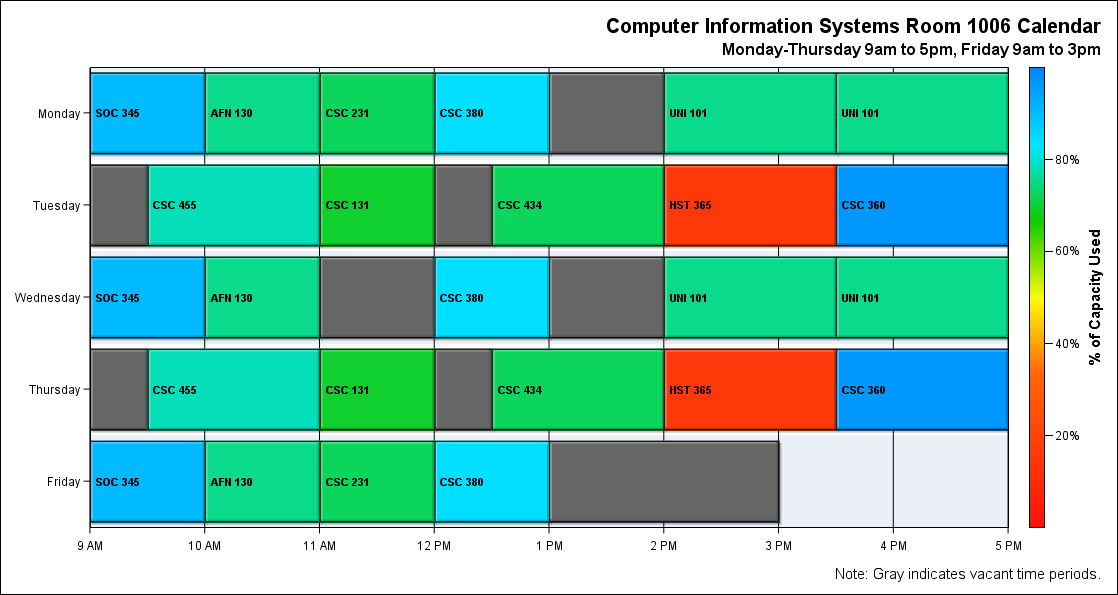 Computer Information Systems Room 1006 Calendar
Monday-Thursday 9am to 5pm, Friday 9am to 3pm
Monday
SOC 345
AFN 130
CSC 231
CSC 380
UNI 101
UNI 101
Tuesday
CSC 455
CSC 131
CSC 434
HST 365
CSC 360
Wednesday
SOC 345
AFN 130
CSC 380
UNI 101
UNI 101
Thursday
CSC 455
CSC 131
CSC 434
HST 365
CSC 360
Friday
SOC 345
AFN 130
CSC 231
CSC 380
9 AM
10 AM
11 AM
12 PM
1 PM
2 PM
3 PM
4 PM
5 PM
80%
60%
40%
20%
% of Capacity Used
Note: Gray indicates vacant time periods.